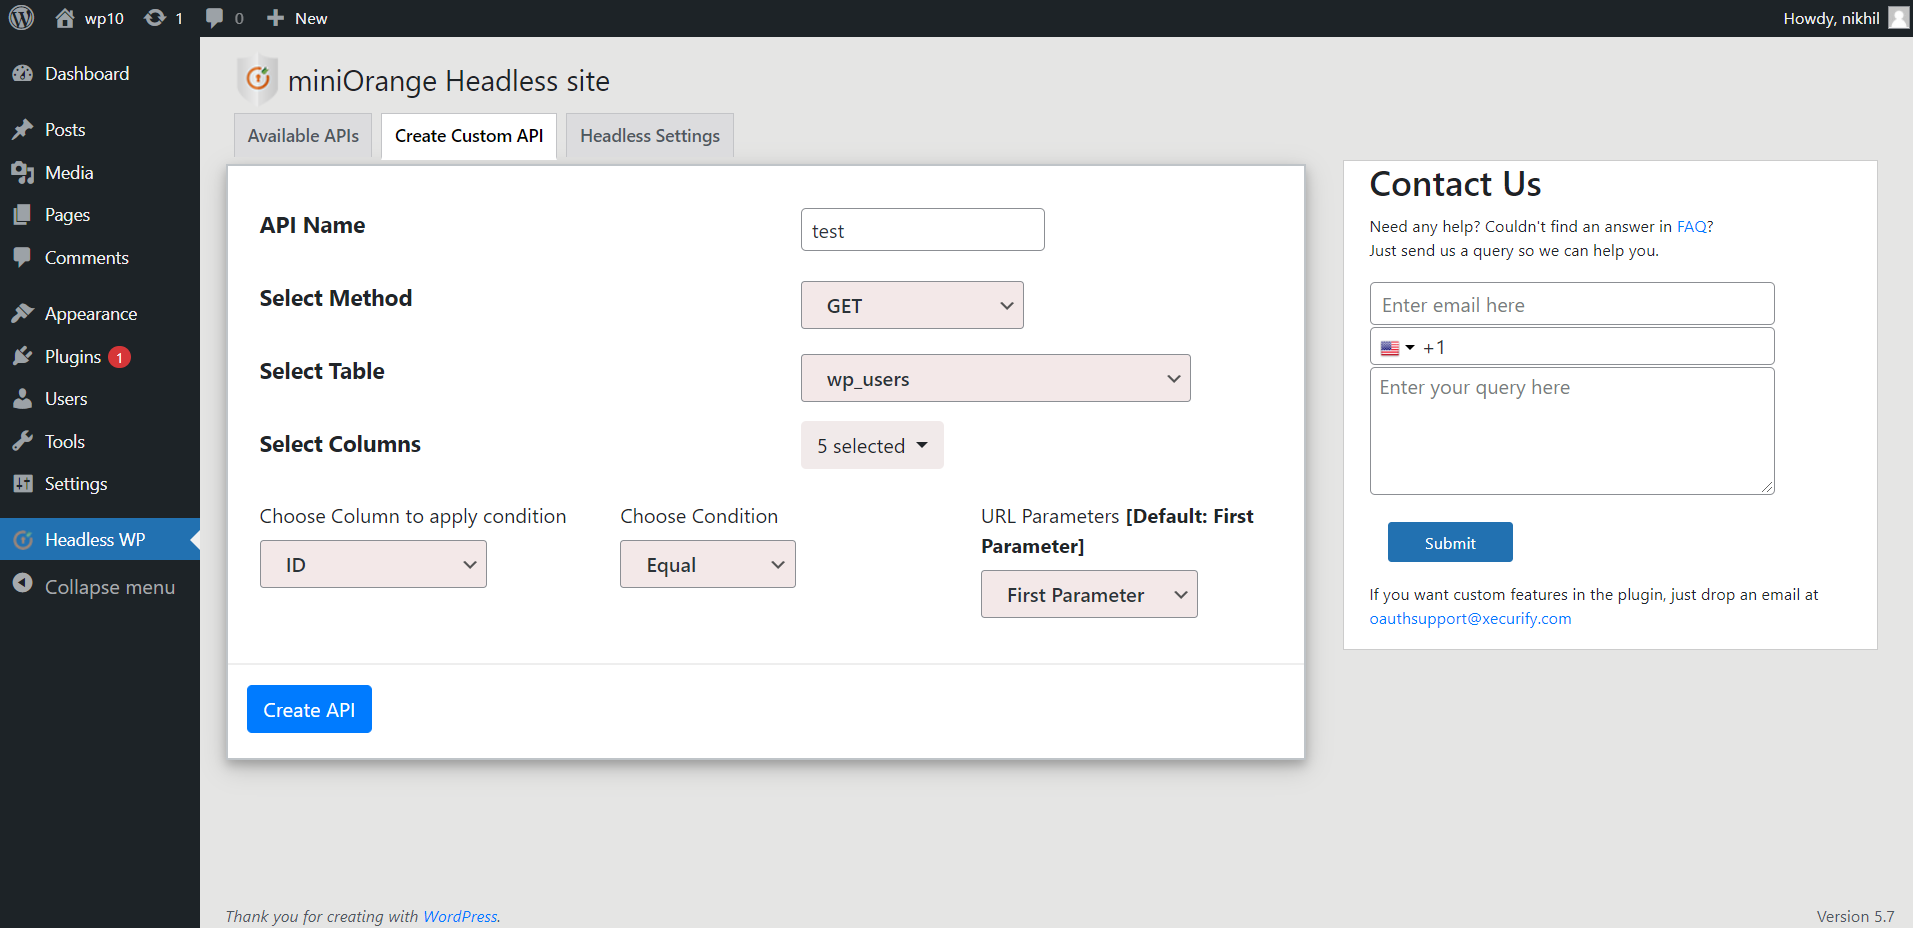 wp10 1 0 New
Howdy, nikhil
Dashboard
Posts
Media
Pages
Comments
Appearance
Plugins 1
Users
Tools
Settings
Headless WP
Collapse menu
miniOrange Headless site
Available APIs Create Custom API Headless Settings
API Name test
Select Method GET
Select Table wp_users
Select Columns 5 selected
Choose Column to apply condition
ID
Choose Condition
Equal
URL Parameters [Default: First
Parameter]
First Parameter
Create API
Contact Us
Need any help? Couldn't find an answer in FAQ?
Just send us a query so we can help you.
Enter email here
+1
Enter your query here
Submit
If you want custom features in the plugin, just drop an email at
oauthsupport@xecurify.com
Thank you for creating with WordPress.
Version 5.7